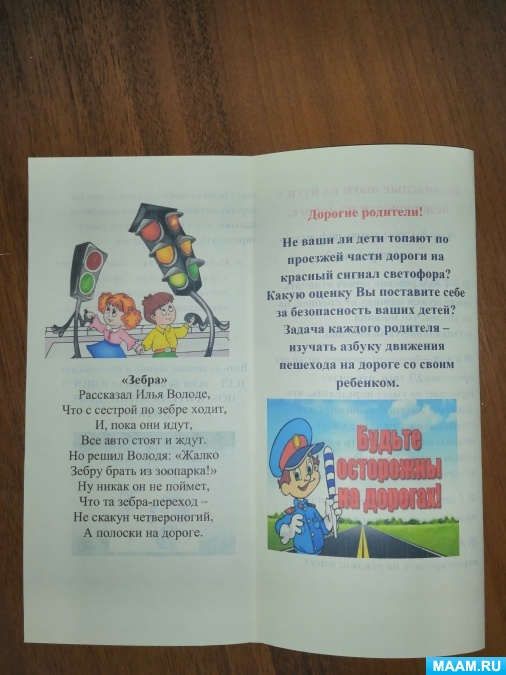 «Зебра»
Рассказал Илья Володе,
Что с сестрой по зебре ходит,
И, пока они идут,
Все авто стоят и ждут.
Но решил Володя: «Жалко
Зебру брать из зоопарка!»
Ну никак он не поймет,
Что та зебра-переход –
Не скакун четвероногий,
А полоски на дороге.
Дорогие родители!
Не ваши ли дети топают по
проезжей части дороги на
красный сигнал светофора?
Какую оценку Вы поставите себе
за безопасность ваших детей?
Задача каждого родителя –
изучать азбуку движения
пешехода на дороге со своим
ребенком.
Будьте
осторожны
на дорогах!
MAAM.RU